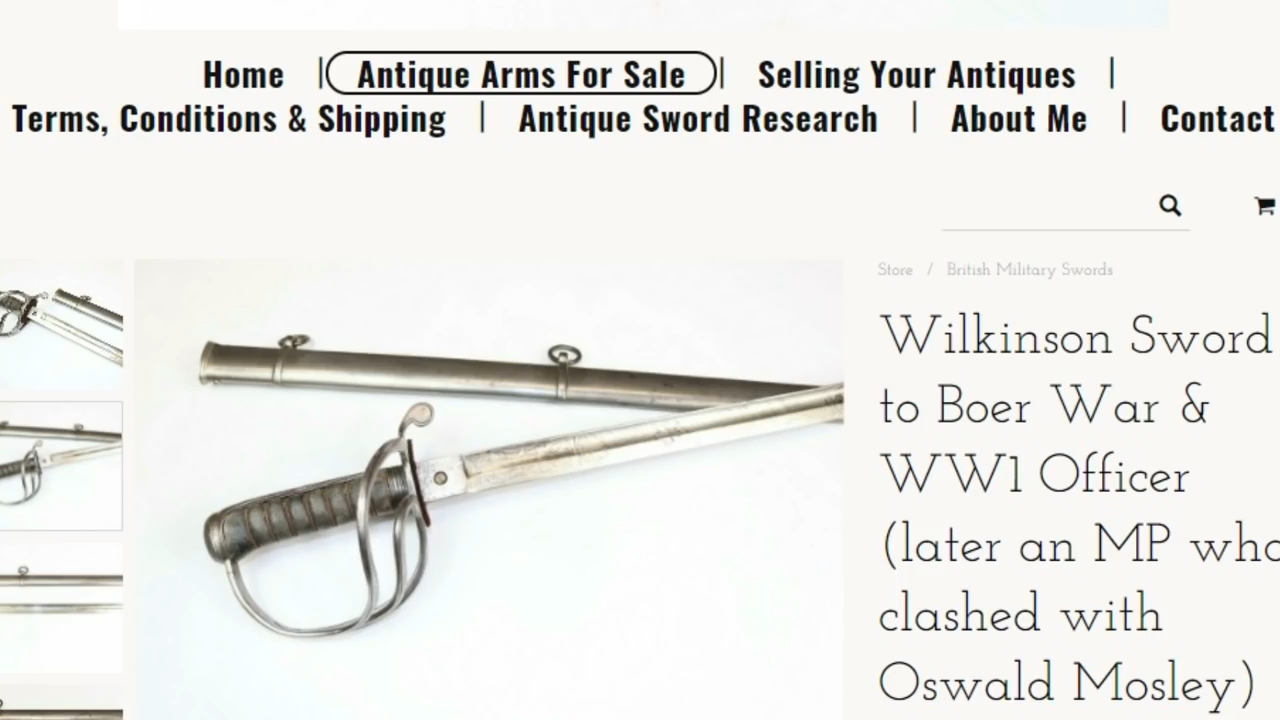 Home | Antique Arms For Sale | Selling Your Antiques |
Terms, Conditions & Shipping | Antique Sword Research | About Me | Contact
Store / British Military Swords
Wilkinson Sword
to Boer War &
WW1 Officer
(later an MP who
clashed with
Oswald Mosley)